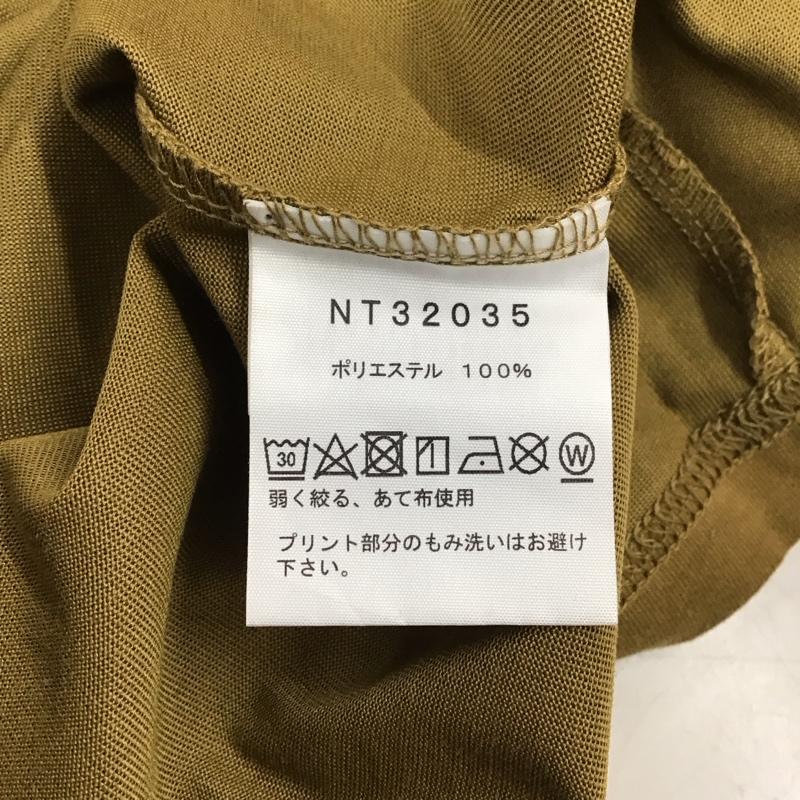 NT32035
ポリエステル 100%
30 W
弱く絞る、あて布使用
プリント部分のもみ洗いはお避け
下さい。